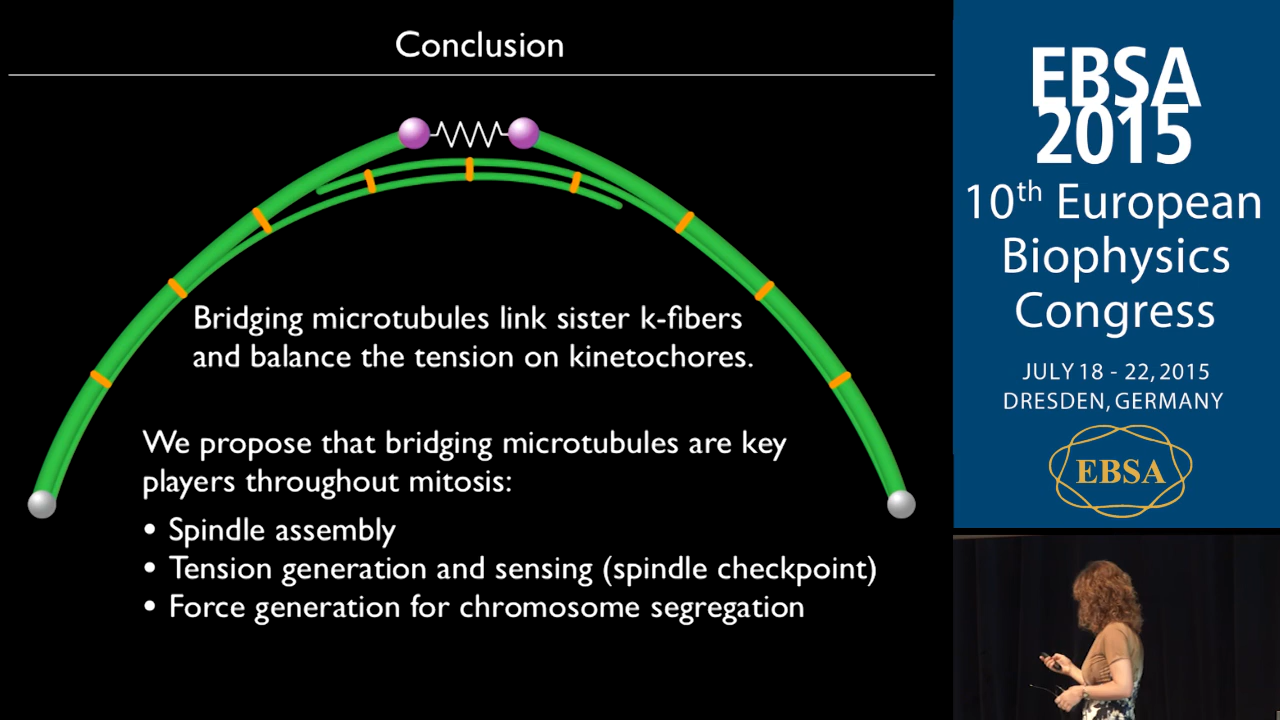 Conclusion
Bridging microtubules link sister k-fibers
and balance the tension on kinetochores.
We propose that bridging microtubules are key
players throughout mitosis:
• Spindle assembly
• Tension generation and sensing (spindle checkpoint)
• Force generation for chromosome segregation
EBSA
2015
10th European
Biophysics
Congress
JULY 18 - 22, 2015
DRESDEN, GERMANY
EBSA